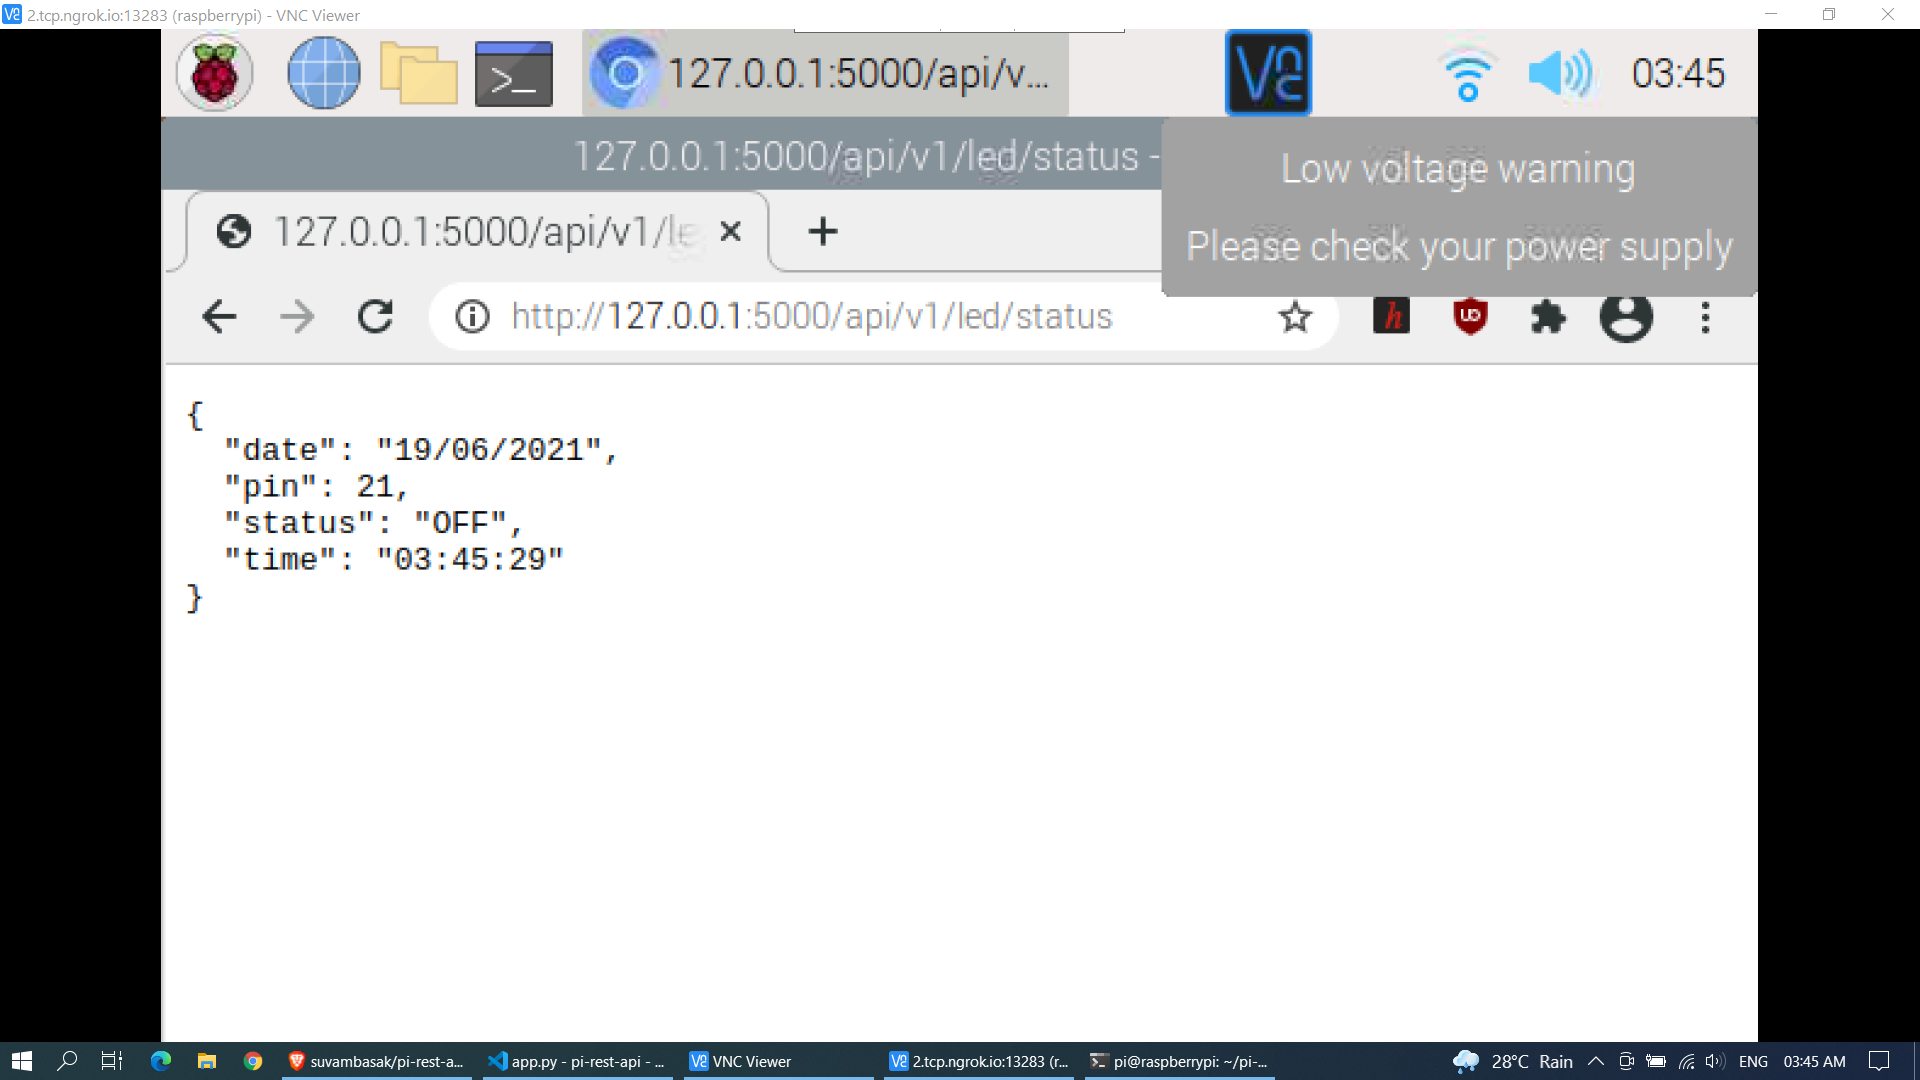 2.tcp.ngrok.io:13283 (raspberrypi) - VNC Viewer
127.0.0.1:5000/api/v...
03:45
127.0.0.1:5000/api/v1/led/status -
Low voltage warning
Please check your power supply
127.0.0.1:5000/api/v1/le
http://127.0.0.1:5000/api/v1/led/status
{
"date": "19/06/2021",
"pin": 21,
"status": "OFF",
"time": "03:45:29"
}
suvambasak/pi-rest-a...
app.py - pi-rest-api - ...
VNC Viewer
2.tcp.ngrok.io:13283 (r...
pi@raspberrypi: ~/pi-...
28°C Rain
ENG
03:45 AM